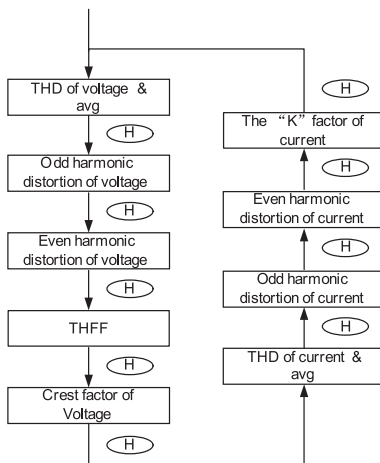 THD of voltage &
avg
H
Odd harmonic
distortion of voltage
H
Even harmonic
distortion of voltage
H
THFF
H
Crest factor of
Voltage
H
H
The “K” factor of
current
H
Even harmonic
distortion of current
H
Odd harmonic
distortion of current
H
THD of current &
avg